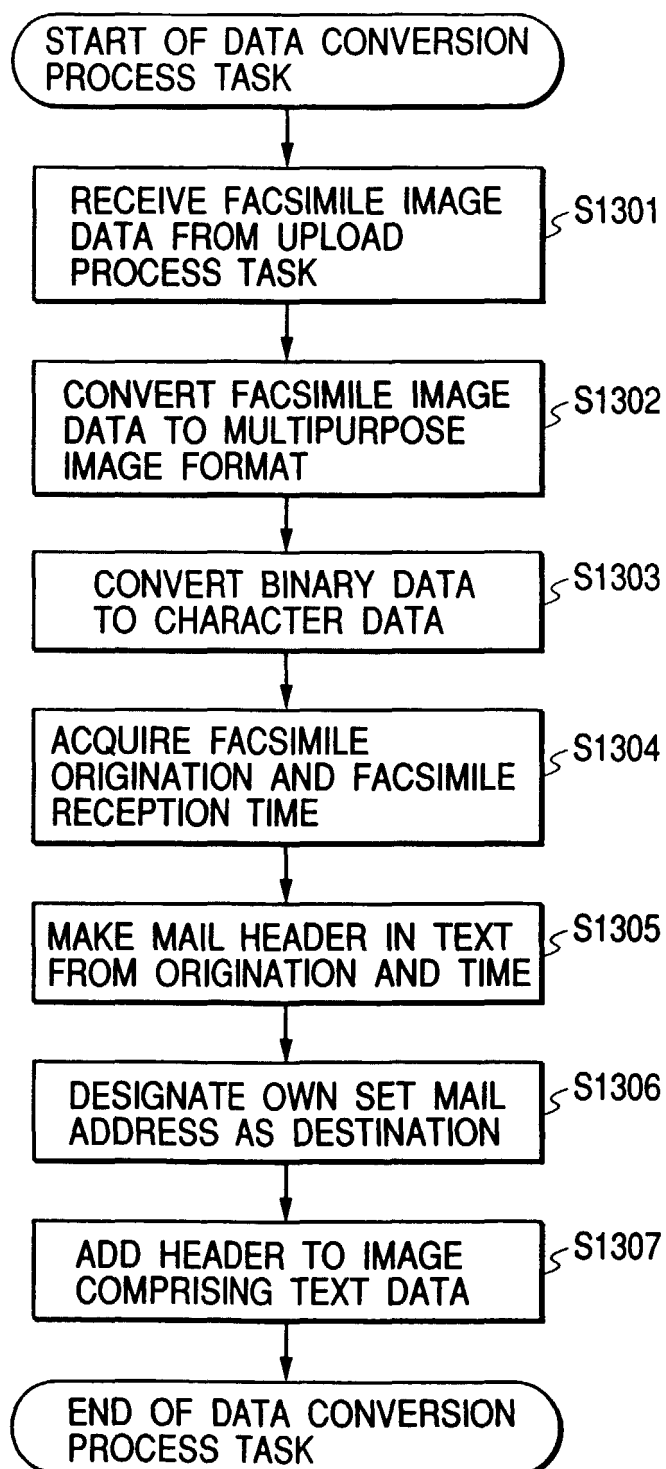 START OF DATA CONVERSION
PROCESS TASK
RECEIVE FACSIMILE IMAGE
DATA FROM UPLOAD
PROCESS TASK
S1301
CONVERT FACSIMILE IMAGE
DATA TO MULTIPURPOSE
IMAGE FORMAT
S1302
CONVERT BINARY DATA
TO CHARACTER DATA
S1303
ACQUIRE FACSIMILE
ORIGINATION AND FACSIMILE
RECEPTION TIME
S1304
MAKE MAIL HEADER IN TEXT
FROM ORIGINATION AND TIME
S1305
DESIGNATE OWN SET MAIL
ADDRESS AS DESTINATION
S1306
ADD HEADER TO IMAGE
COMPRISING TEXT DATA
S1307
END OF DATA CONVERSION
PROCESS TASK